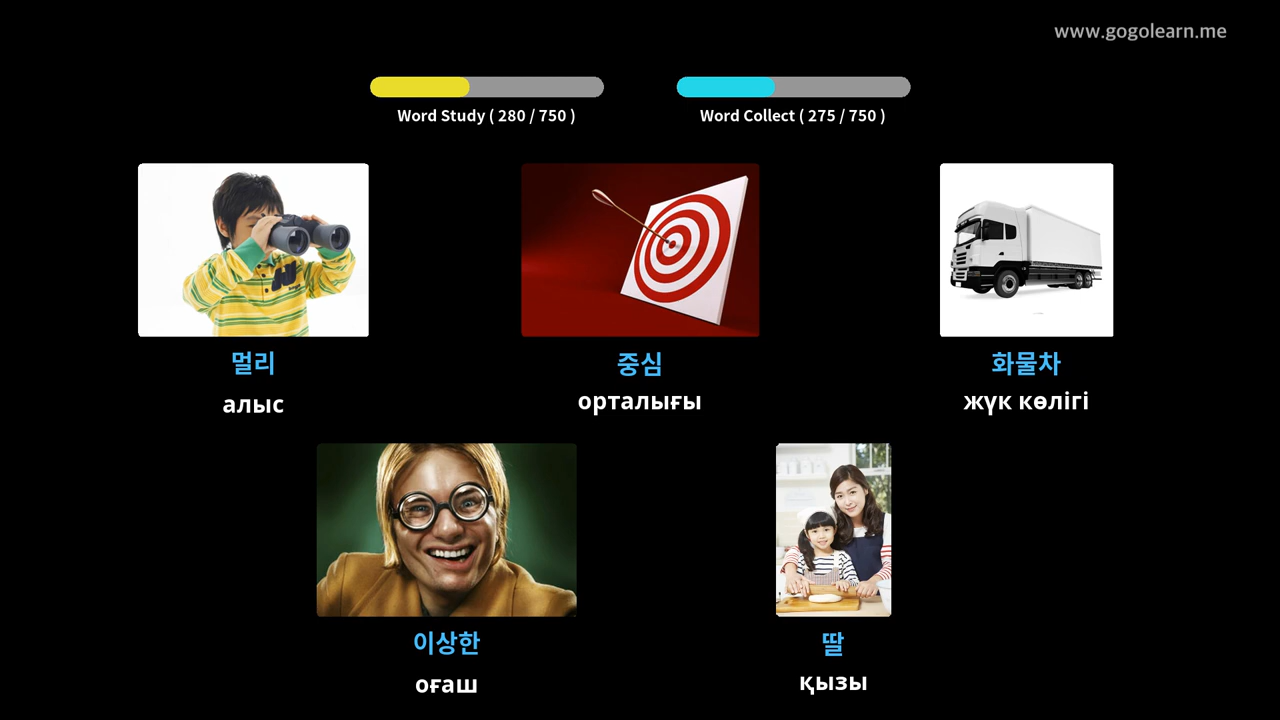 www.gogolearn.me
Word Study ( 280 / 750 )
Word Collect ( 275 / 750 )
멀리
алыс
중심
орталығы
화물차
жүк көлігі
이상한
оғаш
딸
қызы